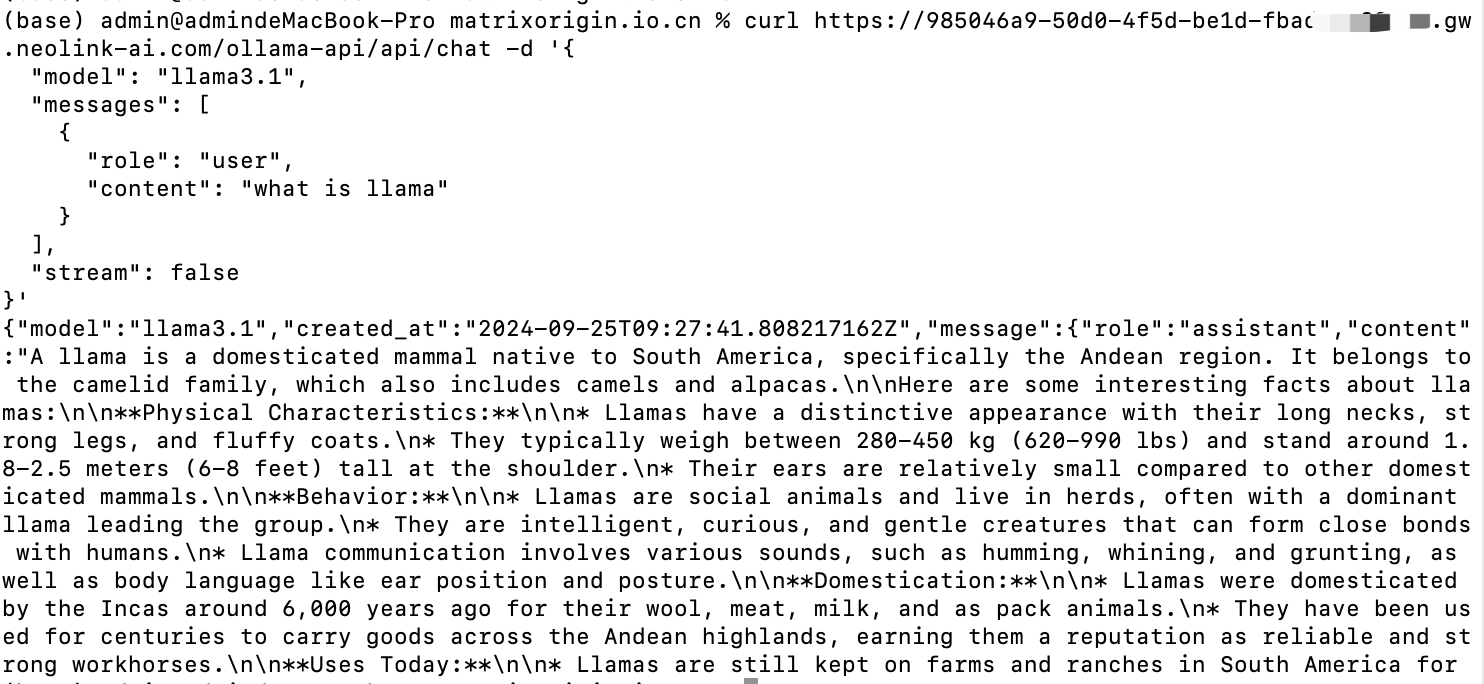 (base) admin@admindeMacBook-Pro matrixorigin.io.cn % curl https://985046a9-50d0-4f5d-be1d-fbad .gw
.neolink-ai.com/ollama-api/api/chat -d '{
  "model": "llama3.1",
  "messages": [
    {
      "role": "user",
      "content": "what is llama"
    }
  ],
  "stream": false
}'
{"model":"llama3.1","created_at":"2024-09-25T09:27:41.808217162Z","message":{"role":"assistant","content"
:"A llama is a domesticated mammal native to South America, specifically the Andean region. It belongs to
 the camelid family, which also includes camels and alpacas.\n\nHere are some interesting facts about lla
mas:\n\n**Physical Characteristics:**\n\n* Llamas have a distinctive appearance with their long necks, st
rong legs, and fluffy coats.\n* They typically weigh between 280-450 kg (620-990 lbs) and stand around 1.
8-2.5 meters (6-8 feet) tall at the shoulder.\n* Their ears are relatively small compared to other domest
icated mammals.\n\n**Behavior:**\n\n* Llamas are social animals and live in herds, often with a dominant
llama leading the group.\n* They are intelligent, curious, and gentle creatures that can form close bonds
 with humans.\n* Llama communication involves various sounds, such as humming, whining, and grunting, as
well as body language like ear position and posture.\n\n**Domestication:**\n\n* Llamas were domesticated
by the Incas around 6,000 years ago for their wool, meat, milk, and as pack animals.\n* They have been us
ed for centuries to carry goods across the Andean highlands, earning them a reputation as reliable and st
rong workhorses.\n\n**Uses Today:**\n\n* Llamas are still kept on farms and ranches in South America for